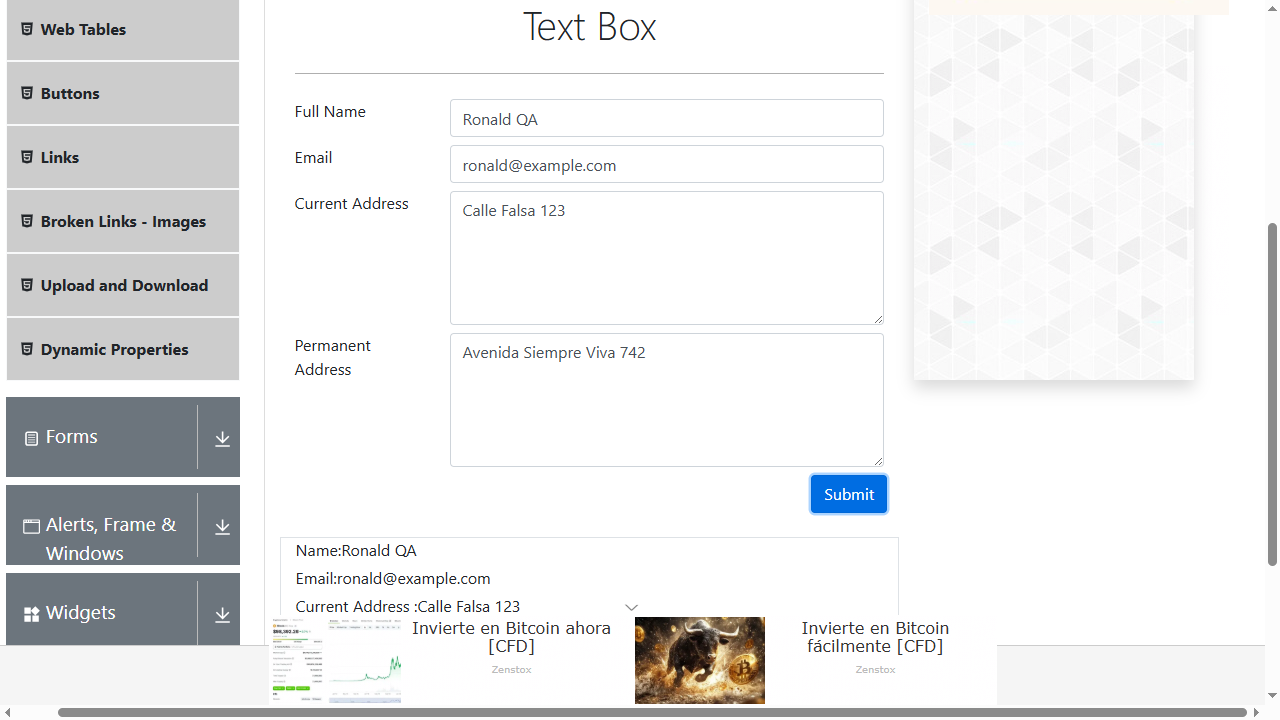 Web Tables
Buttons
Links
Broken Links - Images
Upload and Download
Dynamic Properties
Forms
Alerts, Frame &
Windows
Widgets
Text Box
Full Name
Ronald QA
Email
ronald@example.com
Current Address
Calle Falsa 123
Permanent
Address
Avenida Siempre Viva 742
Submit
Name:Ronald QA
Email:ronald@example.com
Current Address :Calle Falsa 123
Invierte en Bitcoin ahora
[CFD]
Zenstox
Invierte en Bitcoin
fácilmente [CFD]
Zenstox